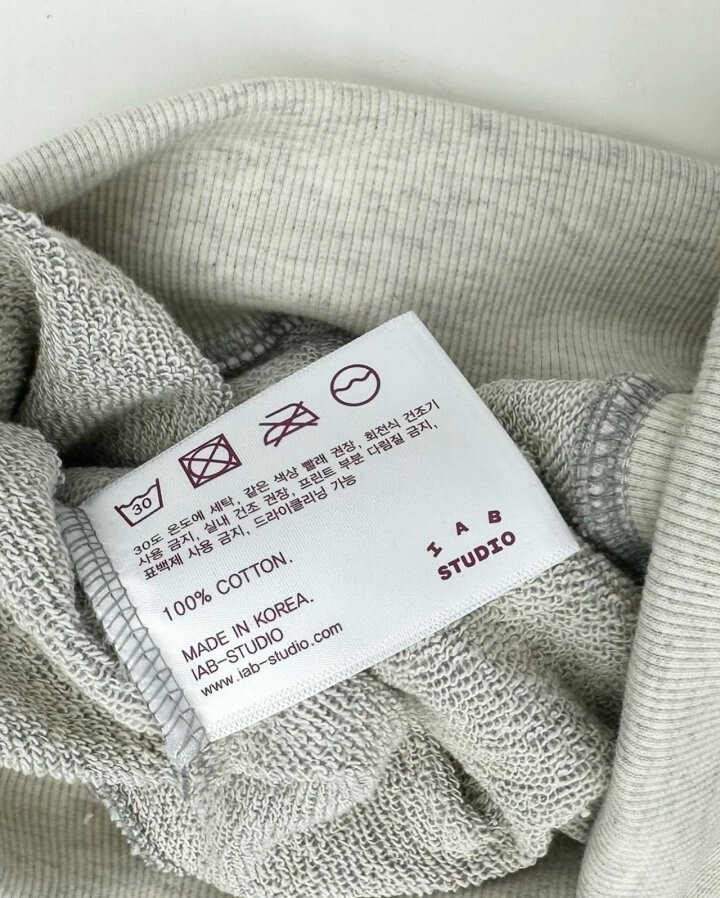 30
30도 온도에 세탁, 같은 색상 빨래 권장, 회전식 건조기
사용 금지, 실내 건조 권장, 프린트 부분 다림질 금지,
표백제 사용 금지, 드라이클리닝 가능
100% COTTON.
MADE IN KOREA.
IAB-STUDIO
www.iab-studio.com
IAB
STUDIO